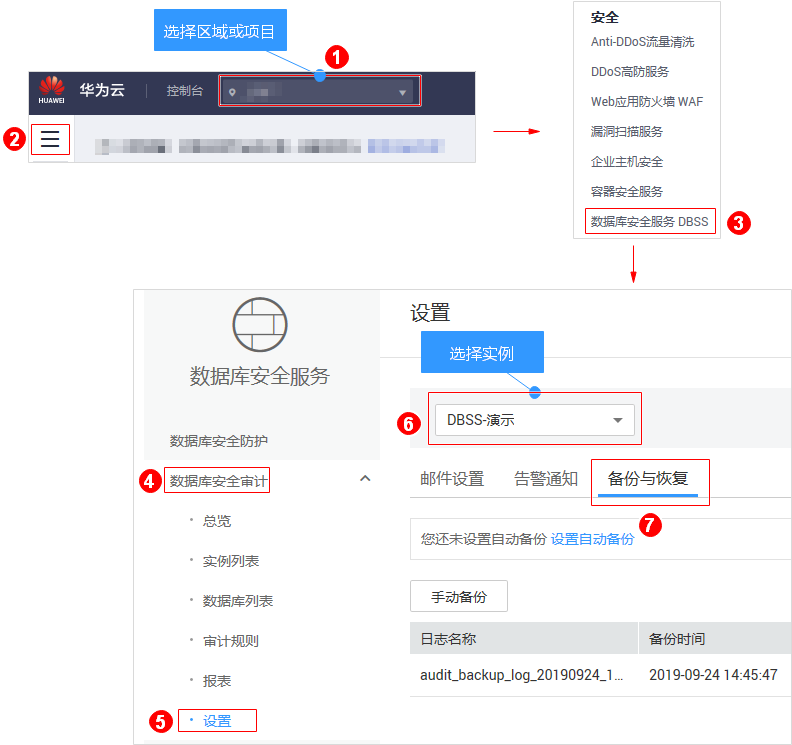 选择区域或项目
1
HUAWEI
华为云
控制台
2
安全
Anti-DDoS流量清洗
DDoS高防服务
Web应用防火墙 WAF
漏洞扫描服务
企业主机安全
容器安全服务
数据库安全服务 DBSS
3
数据库安全服务
数据库安全防护
4
数据库安全审计
总览
实例列表
数据库列表
审计规则
报表
5
设置
设置
选择实例
6
DBSS-演示
邮件设置
告警通知
备份与恢复
7
您还未设置自动备份 设置自动备份
手动备份
日志名称
备份时间
audit_backup_log_20190924_1...
2019-09-24 14:45:47